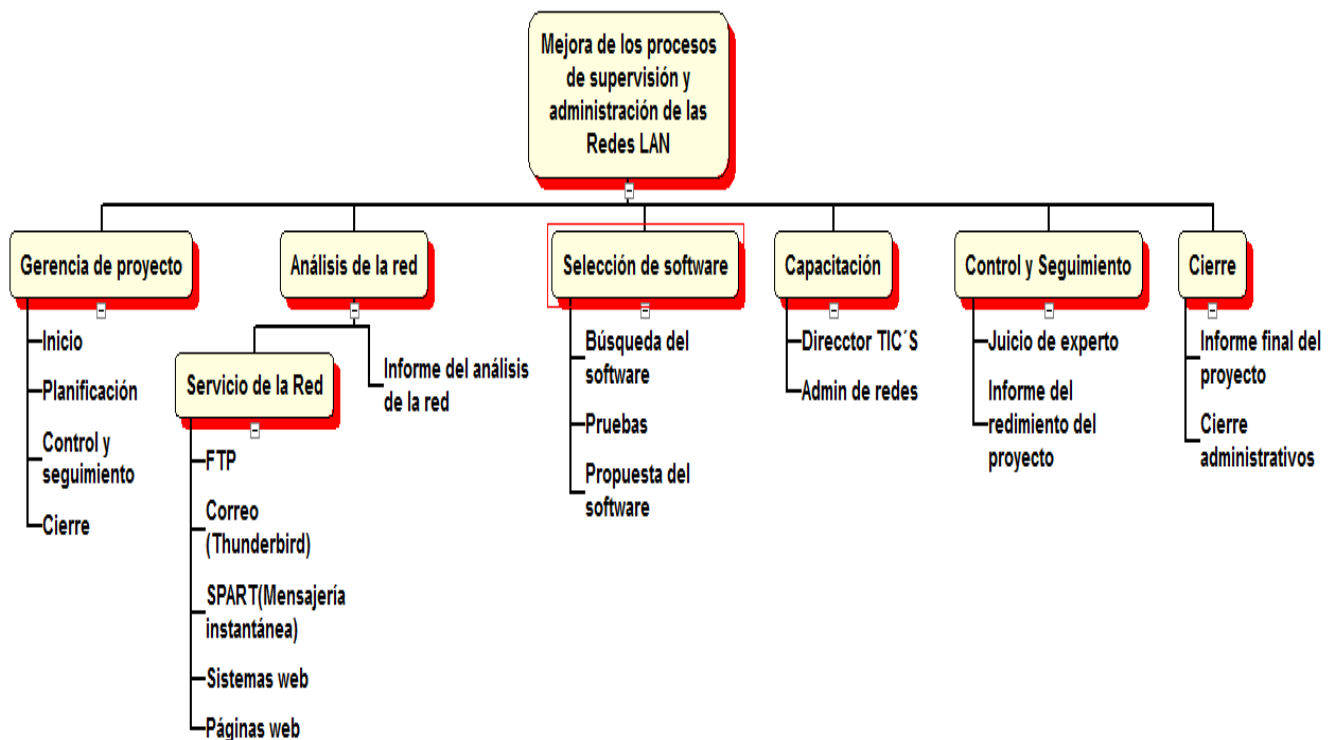 Mejora de los procesos
de supervisión y
administración de las
Redes LAN
Gerencia de proyecto
Inicio
Planificación
Control y
seguimiento
Cierre
Análisis de la red
Servicio de la Red
FTP
Correo
(Thunderbird)
SPART(Mensajería
instantánea)
Sistemas web
Páginas web
Informe del análisis
de la red
Selección de software
Búsqueda del
software
Pruebas
Propuesta del
software
Capacitación
Direcctor TIC´S
Admin de redes
Control y Seguimiento
Juicio de experto
Informe del
redimiento del
proyecto
Cierre
Informe final del
proyecto
Cierre
administrativos